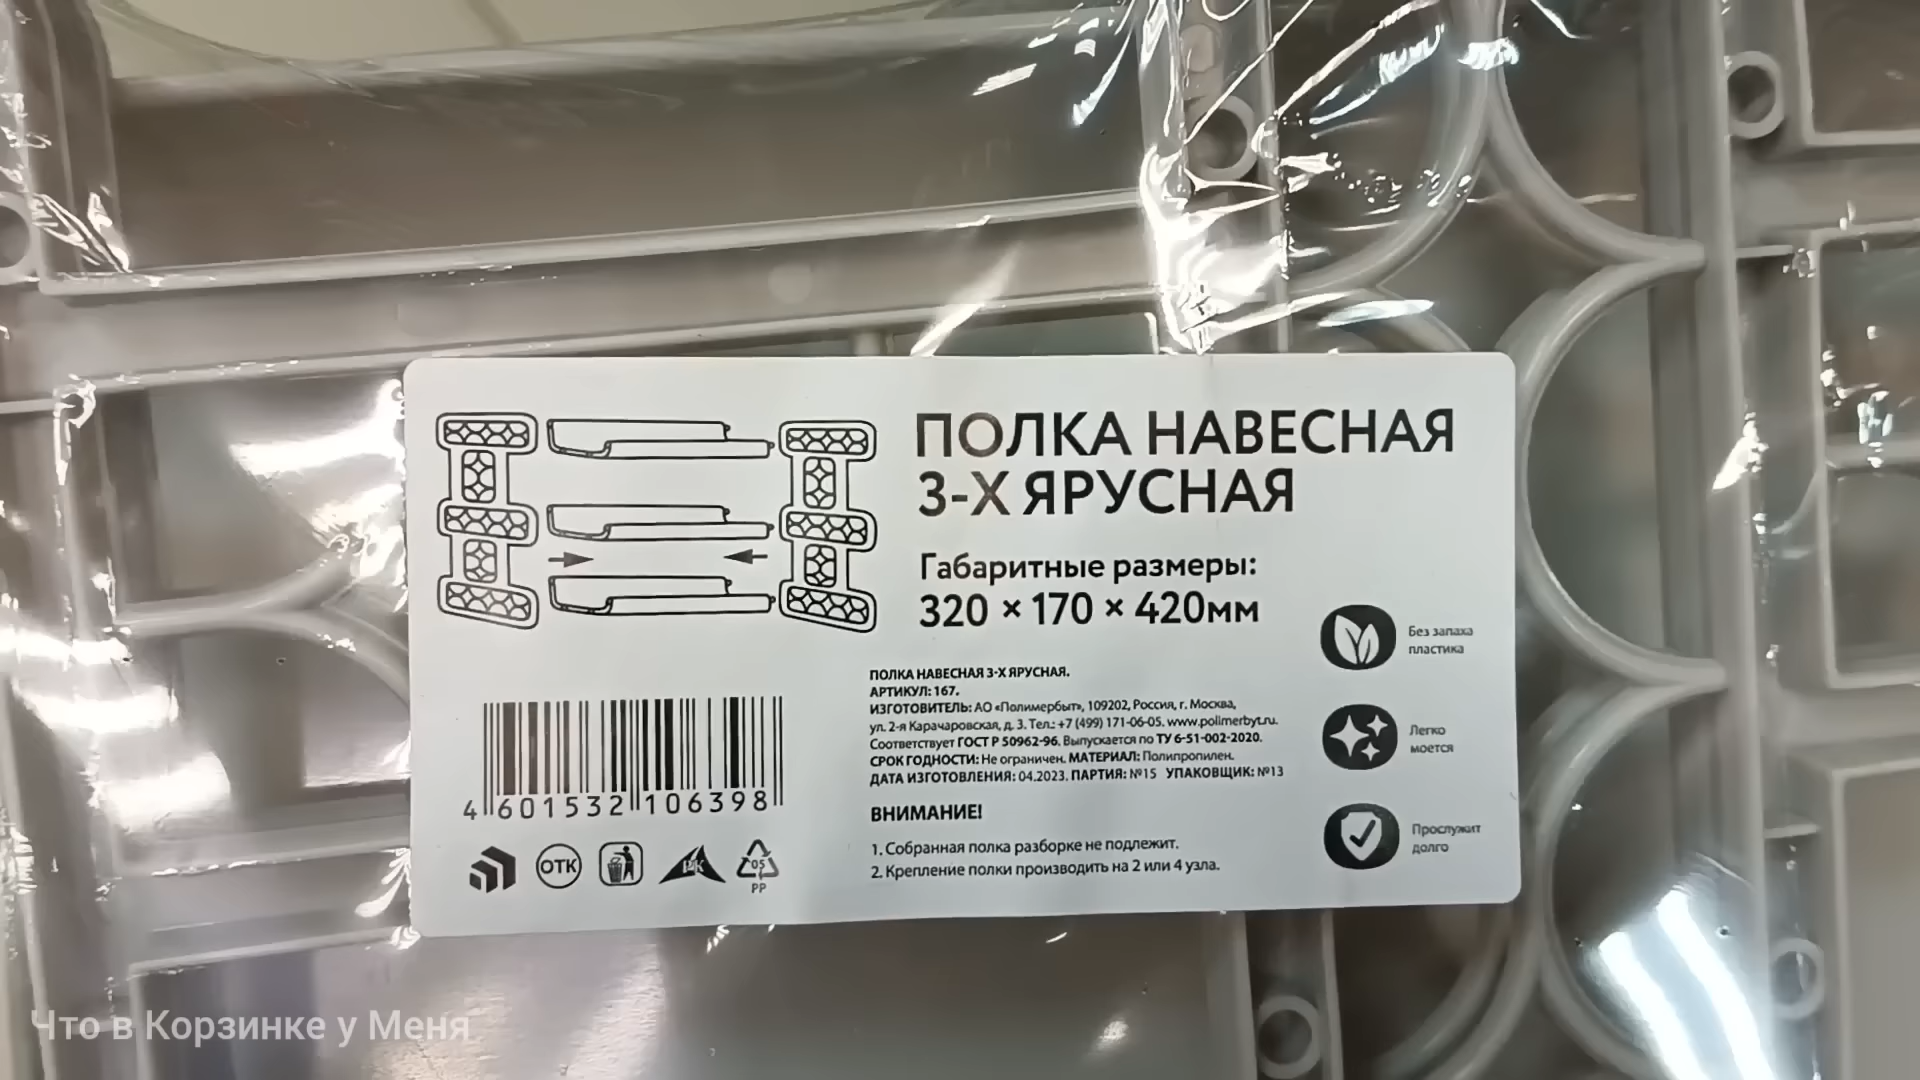 ПОЛКА НАВЕСНАЯ
3-Х ЯРУСНАЯ
Габаритные размеры:
320 × 170 × 420мм
Без запаха
пластика
Легко
моется
Прослужит
долго
ПОЛКА НАВЕСНАЯ 3-Х ЯРУСНАЯ.
АРТИКУЛ: 167.
ИЗГОТОВИТЕЛЬ: АО «Полимербыт», 109202, Россия, г. Москва,
ул. 2-я Карачаровская, д. 3. Тел.: +7 (499) 171-06-05. www.polimerbyt.ru.
Соответствует ГОСТ Р 50962-96. Выпускается по ТУ 6-51-002-2020.
СРОК ГОДНОСТИ: Не ограничен. МАТЕРИАЛ: Полипропилен.
ДАТА ИЗГОТОВЛЕНИЯ: 04.2023. ПАРТИЯ: №15 УПАКОВЩИК: №13
ВНИМАНИЕ!
1. Собранная полка разборке не подлежит.
2. Крепление полки производить на 2 или 4 узла.
4 601532 106398
ОТК
05
PP
Что в Корзинке у Меня